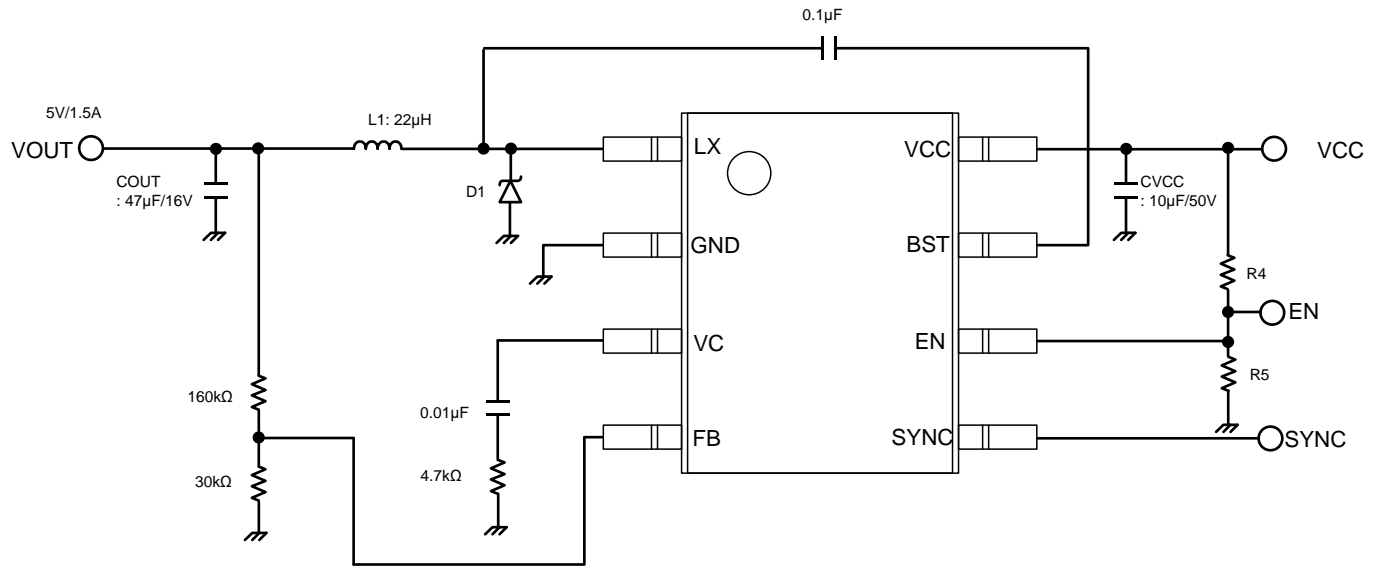 0.1µF
5V/1.5A
L1: 22µH
VOUT
LX
VCC
VCC
COUT
: 47µF/16V
D1
CVCC
: 10µF/50V
GND
BST
R4
EN
VC
EN
R5
160kΩ
0.01µF
FB
SYNC
SYNC
30kΩ
4.7kΩ